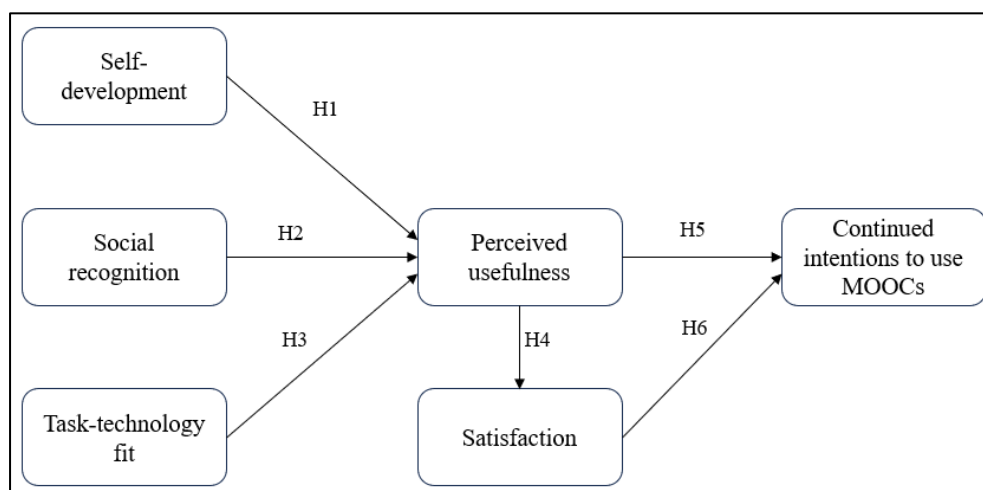 Self-
development
H1
Social
recognition
H2
Perceived
usefulness
H5
Continued
intentions to use
MOOCs
H3
H4
H6
Task-technology
fit
Satisfaction